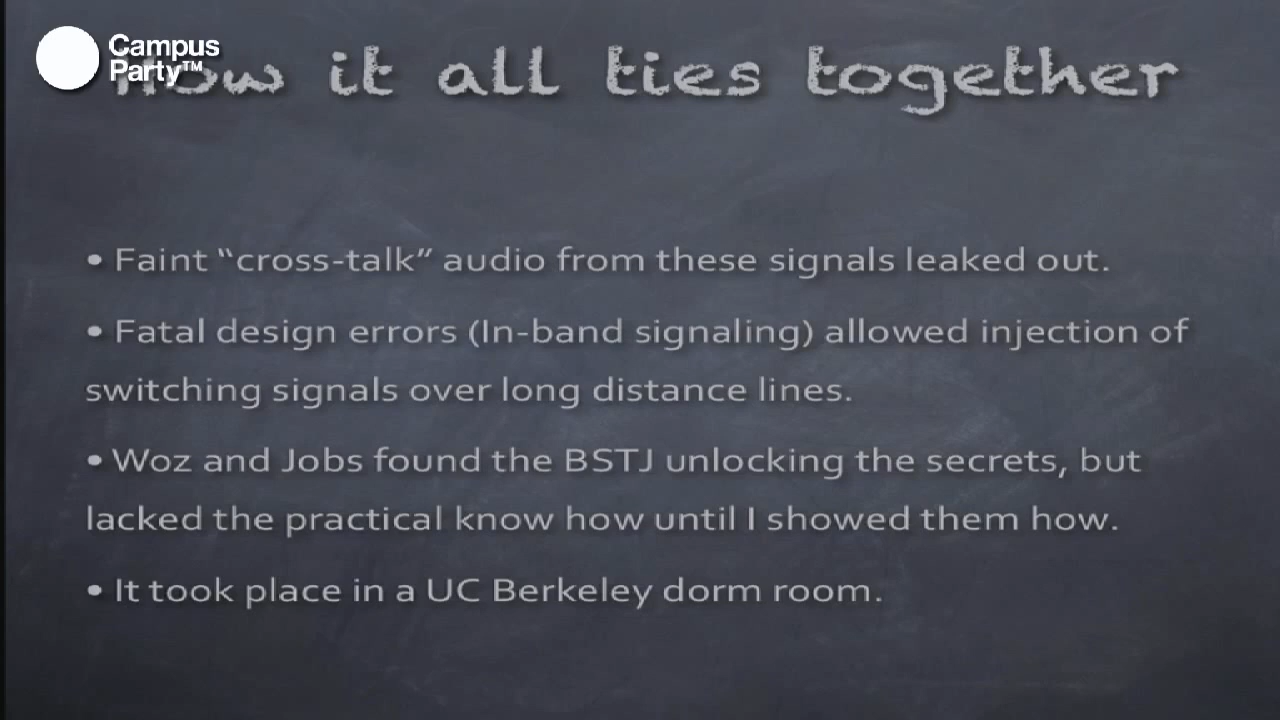 Campus
Party™
How it all ties together
• Faint “cross-talk” audio from these signals leaked out.
• Fatal design errors (In-band signaling) allowed injection of
switching signals over long distance lines.
• Woz and Jobs found the BSTJ unlocking the secrets, but
lacked the practical know how until I showed them how.
• It took place in a UC Berkeley dorm room.